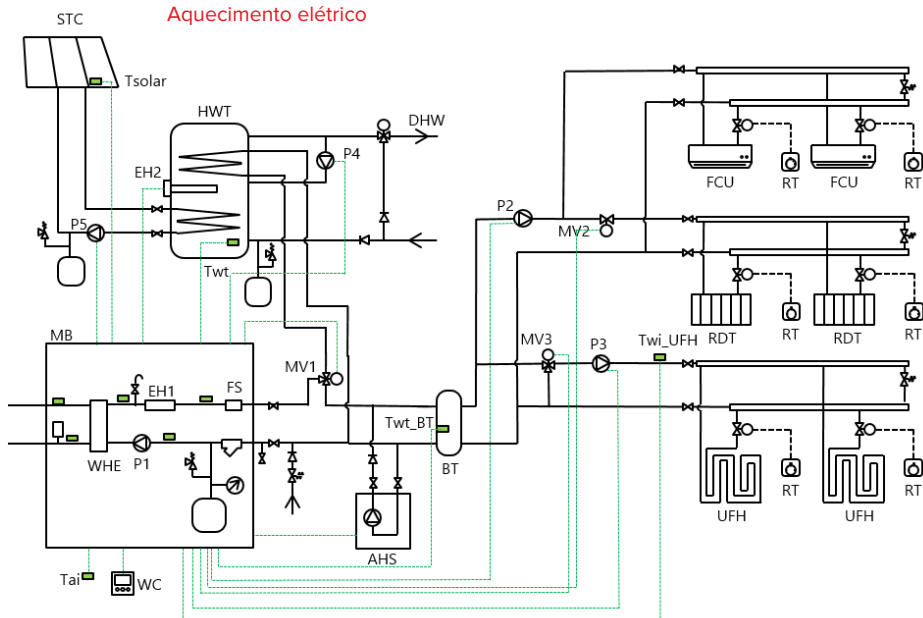 Aquecimento elétrico
STC
Tsolar
HWT
DHW
EH2
P4
P5
Twt
FCU
RT
FCU
RT
P2
MV2
RDT
RT
RDT
RT
MB
MV1
EH1
FS
WHE
P1
MV3
P3
Twi_UFH
Twt_BT
BT
UFH
RT
UFH
RT
AHS
Tai
WC